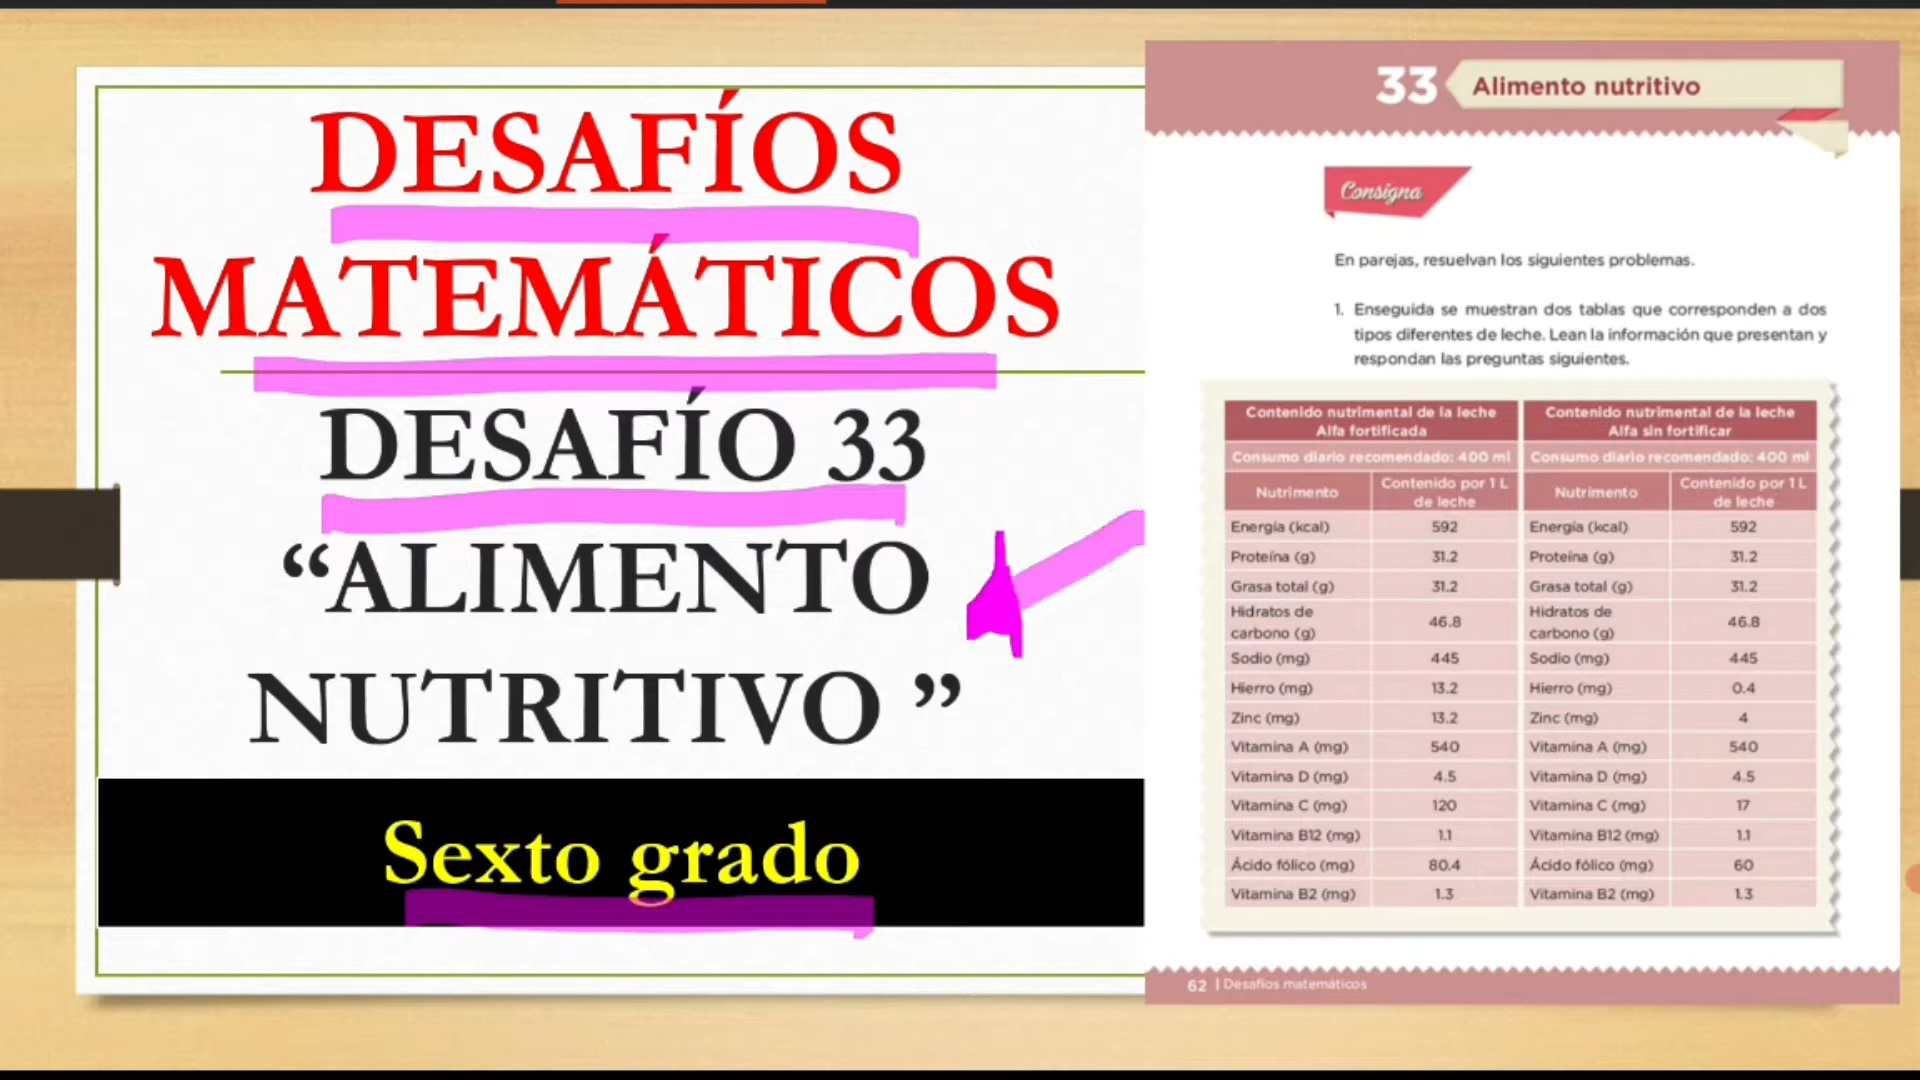 DESAFÍOS
MATEMÁTICOS
DESAFÍO 33
“ALIMENTO
NUTRITIVO ”
Sexto grado
33 Alimento nutritivo
Consigna
En parejas, resuelvan los siguientes problemas.
1. Enseguida se muestran dos tablas que corresponden a dos
tipos diferentes de leche. Lean la información que presentan y
respondan las preguntas siguientes.
Contenido nutrimental de la leche
Alfa fortificada
Consumo diario recomendado: 400 ml
Nutrimento Contenido por 1 L
de leche
Energía (kcal) 592
Proteína (g) 31.2
Grasa total (g) 31.2
Hidratos de
carbono (g) 46.8
Sodio (mg) 445
Hierro (mg) 13.2
Zinc (mg) 13.2
Vitamina A (mg) 540
Vitamina D (mg) 4.5
Vitamina C (mg) 120
Vitamina B12 (mg) 1.1
Ácido fólico (mg) 80.4
Vitamina B2 (mg) 1.3
Contenido nutrimental de la leche
Alfa sin fortificar
Consumo diario recomendado: 400 ml
Nutrimento Contenido por 1 L
de leche
Energía (kcal) 592
Proteína (g) 31.2
Grasa total (g) 31.2
Hidratos de
carbono (g) 46.8
Sodio (mg) 445
Hierro (mg) 0.4
Zinc (mg) 4
Vitamina A (mg) 540
Vitamina D (mg) 4.5
Vitamina C (mg) 17
Vitamina B12 (mg) 1.1
Ácido fólico (mg) 60
Vitamina B2 (mg) 1.3
62 | Desafíos matemáticos